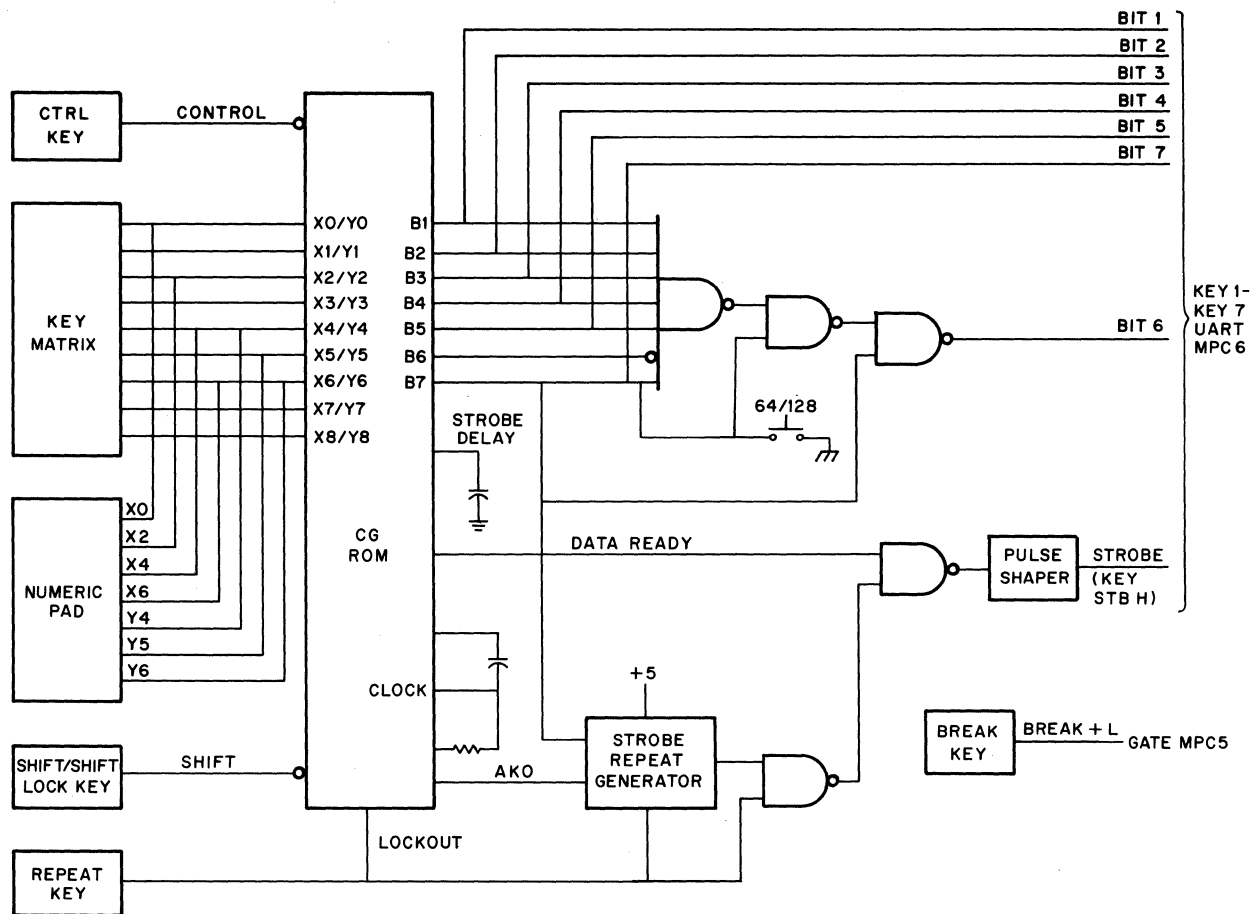 BIT 1
BIT 2
BIT 3
BIT 4
BIT 5
BIT 7
CTRL
KEY
CONTROL
KEY
MATRIX
X0/Y0
X1/Y1
X2/Y2
X3/Y3
X4/Y4
X5/Y5
X6/Y6
X7/Y7
X8/Y8
B1
B2
B3
B4
B5
B6
B7
BIT 6
KEY 1-
KEY 7
UART
MPC6
64/128
STROBE
DELAY
CG
ROM
DATA READY
PULSE
SHAPER
STROBE
(KEY
STB H)
NUMERIC
PAD
X0
X2
X4
X6
Y4
Y5
Y6
CLOCK
+5
STROBE
REPEAT
GENERATOR
AKO
BREAK
KEY
BREAK + L
GATE MPC5
SHIFT/SHIFT
LOCK KEY
SHIFT
LOCKOUT
REPEAT
KEY